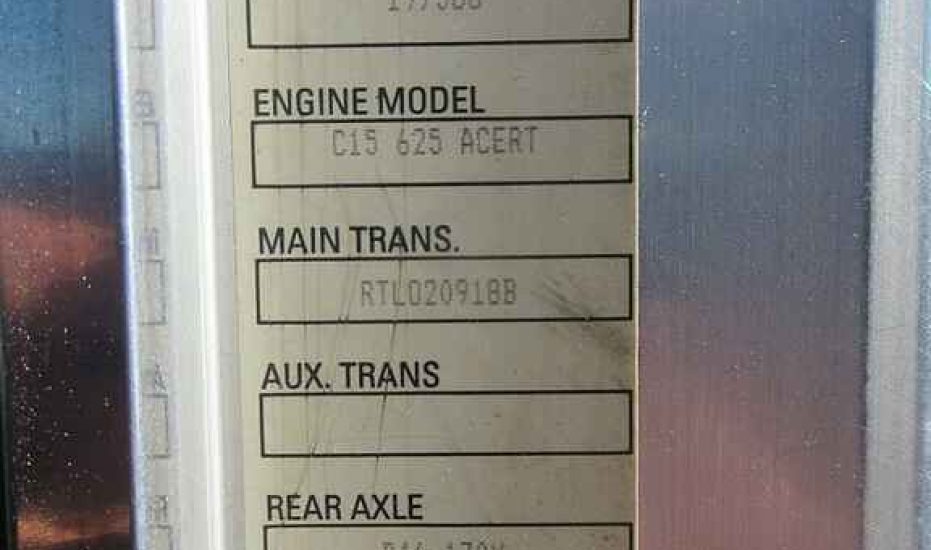 ENGINE MODEL
C15 625 ACERT
MAIN TRANS.
RTLO20918B
AUX. TRANS
REAR AXLE